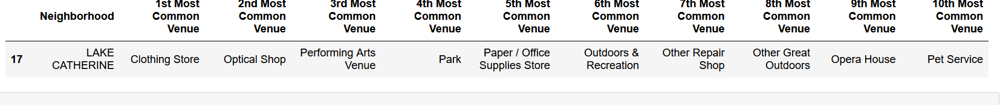 Neighborhood 1st Most Common Venue 2nd Most Common Venue 3rd Most Common Venue 4th Most Common Venue 5th Most Common Venue 6th Most Common Venue 7th Most Common Venue 8th Most Common Venue 9th Most Common Venue 10th Most Common Venue
17 LAKE CATHERINE Clothing Store Optical Shop Performing Arts Venue Park Paper / Office Supplies Store Outdoors & Recreation Other Repair Shop Other Great Outdoors Opera House Pet Service